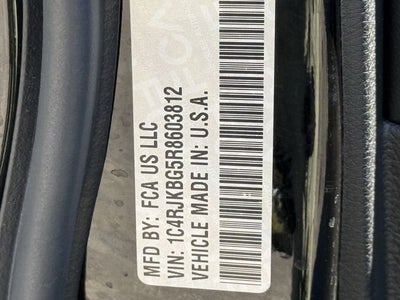 MFD BY: FCA US LLC
VIN: 1C4RJKBG5R8603812
VEHICLE MADE IN: U.S.A.